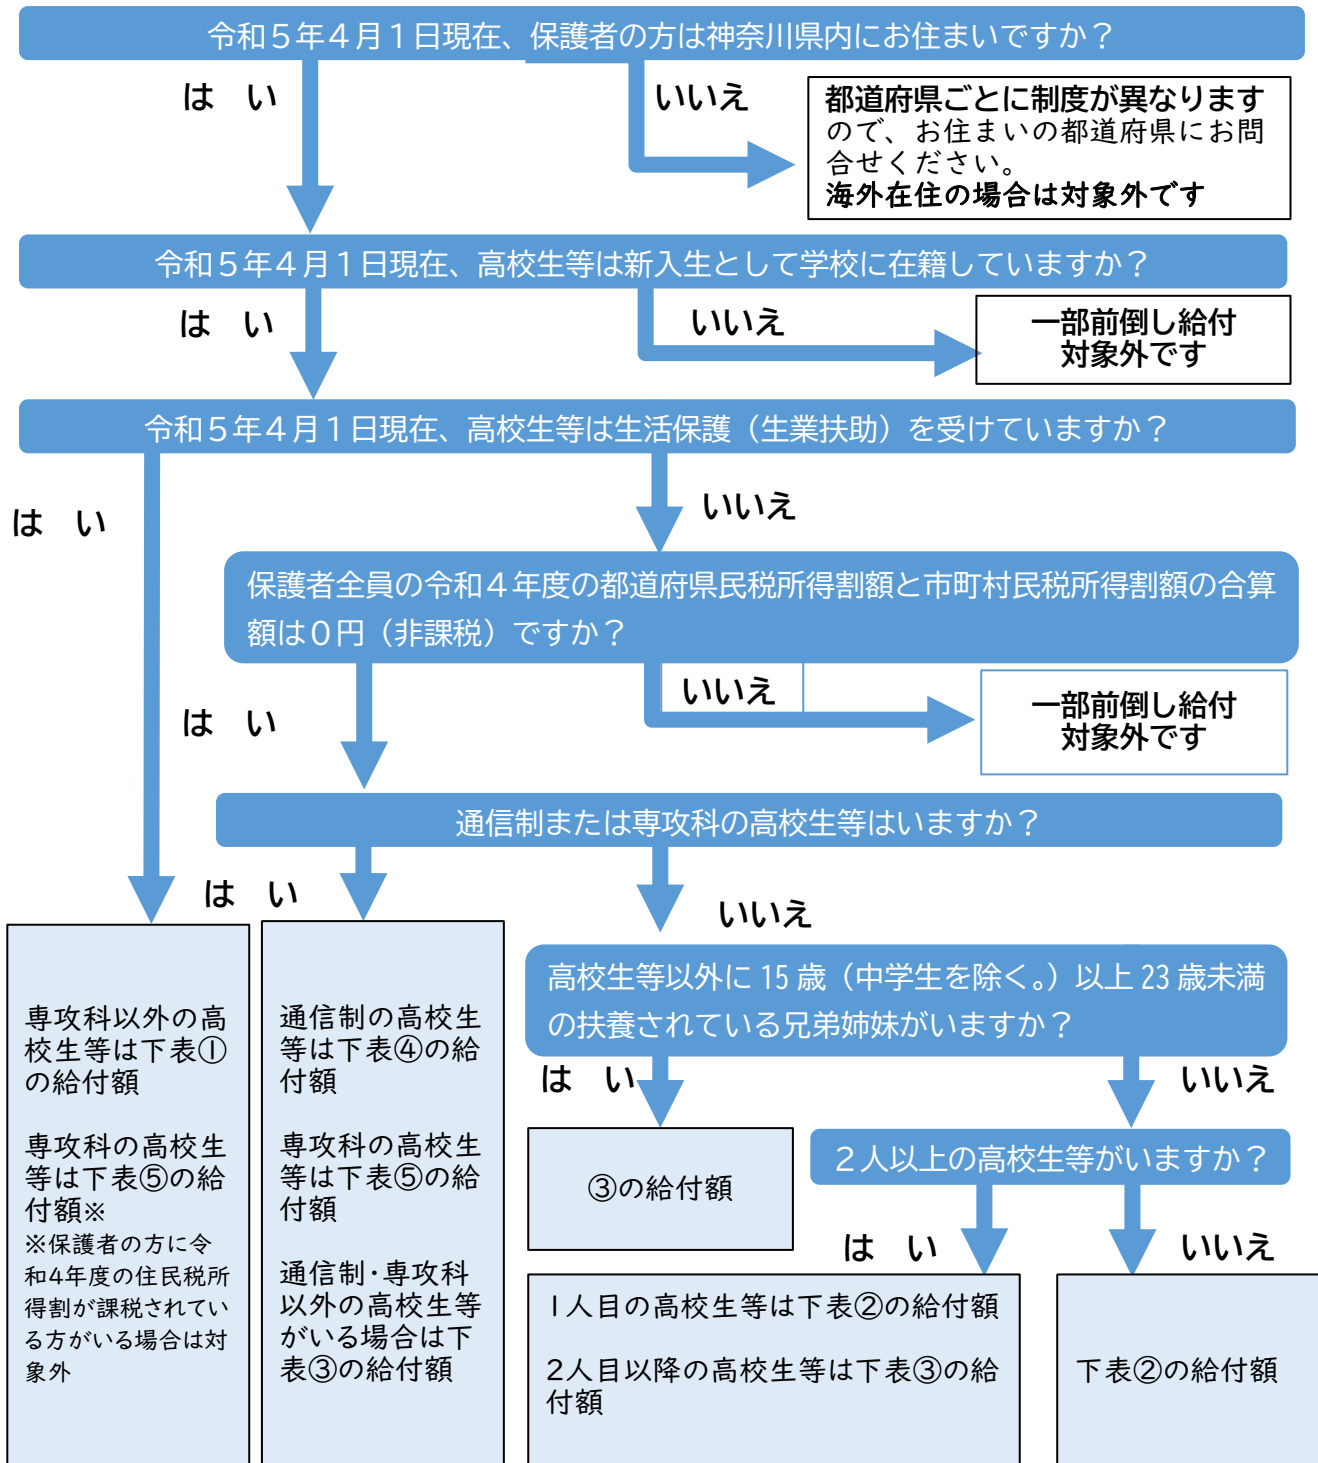 令和５年４月１日現在、保護者の方は神奈川県内にお住まいですか？
は い
いいえ
都道府県ごとに制度が異なります
ので、お住まいの都道府県にお問
合せください。
海外在住の場合は対象外です
令和５年４月１日現在、高校生等は新入生として学校に在籍していますか？
は い
いいえ
一部前倒し給付
対象外です
令和５年４月１日現在、高校生等は生活保護（生業扶助）を受けていますか？
は い
いいえ
保護者全員の令和４年度の都道府県民税所得割額と市町村民税所得割額の合算
額は０円（非課税）ですか？
は い
いいえ
一部前倒し給付
対象外です
通信制または専攻科の高校生等はいますか？
は い
いいえ
専攻科以外の高
校生等は下表①
の給付額
専攻科の高校生
等は下表⑤の給
付額※
※保護者の方に令
和4年度の住民税所
得割が課税されてい
る方がいる場合は対
象外
通信制の高校生
等は下表④の給
付額
専攻科の高校生
等は下表⑤の給
付額
通信制・専攻科
以外の高校生等
がいる場合は下
表③の給付額
高校生等以外に 15 歳（中学生を除く。）以上 23 歳未満
の扶養されている兄弟姉妹がいますか？
は い
いいえ
③の給付額
２人以上の高校生等がいますか？
は い
いいえ
1人目の高校生等は下表②の給付額
2人目以降の高校生等は下表③の給
付額
下表②の給付額